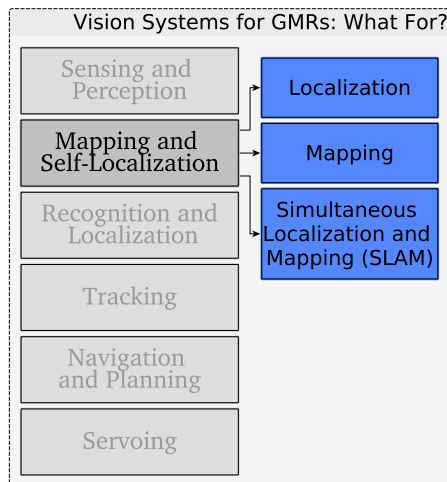 Vision Systems for GMRs: What For?
Sensing and
Perception
Mapping and
Self-Localization
Recognition and
Localization
Tracking
Navigation
and Planning
Servoing
Localization
Mapping
Simultaneous
Localization and
Mapping (SLAM)